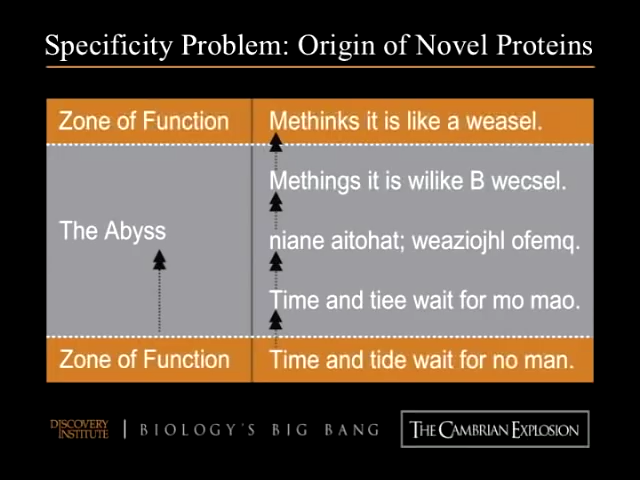 Specificity Problem: Origin of Novel Proteins
Zone of Function
Methinks it is like a weasel.
Methings it is wilike B wecsel.
The Abyss
niane aitohat; weaziojhl ofemq.
Time and tiee wait for mo mao.
Zone of Function
Time and tide wait for no man.
DISCOVERY
INSTITUTE
BIOLOGY'S BIG BANG
THE CAMBRIAN EXPLOSION